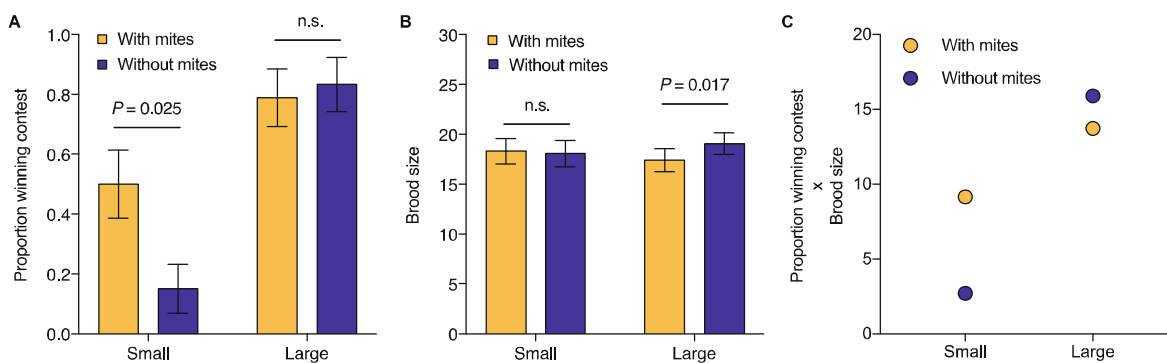 A
With mites
Without mites
n.s.
P = 0.025
Proportion winning contest
1.0
0.8
0.6
0.4
0.2
0.0
Small
Large
B
With mites
Without mites
n.s.
P = 0.017
Brood size
30
25
20
15
10
5
0
Small
Large
C
With mites
Without mites
Proportion winning contest
x
Brood size
20
15
10
5
0
Small
Large